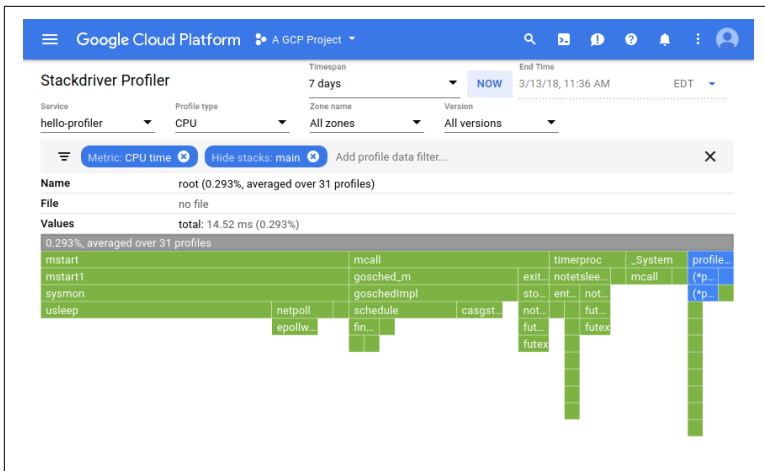 Google Cloud Platform A GCP Project
Stackdriver Profiler
Timespan
7 days
NOW
End Time
3/13/18, 11:36 AM EDT
Service
hello-profiler
Profile type
CPU
Zone name
All zones
Version
All versions
Metric: CPU time Hide stacks: main Add profile data filter...
Name root (0.293%, averaged over 31 profiles)
File no file
Values total: 14.52 ms (0.293%)
0.293%, averaged over 31 profiles
mstart mcall timerproc _System profile...
mstart1 gosched_m exit... notetslee... mcall (*p...
sysmon goschedImpl sto... ent... not... (*p...
usleep netpoll schedule casgst... not... fut...
epollw... fin... fut... futex
futex